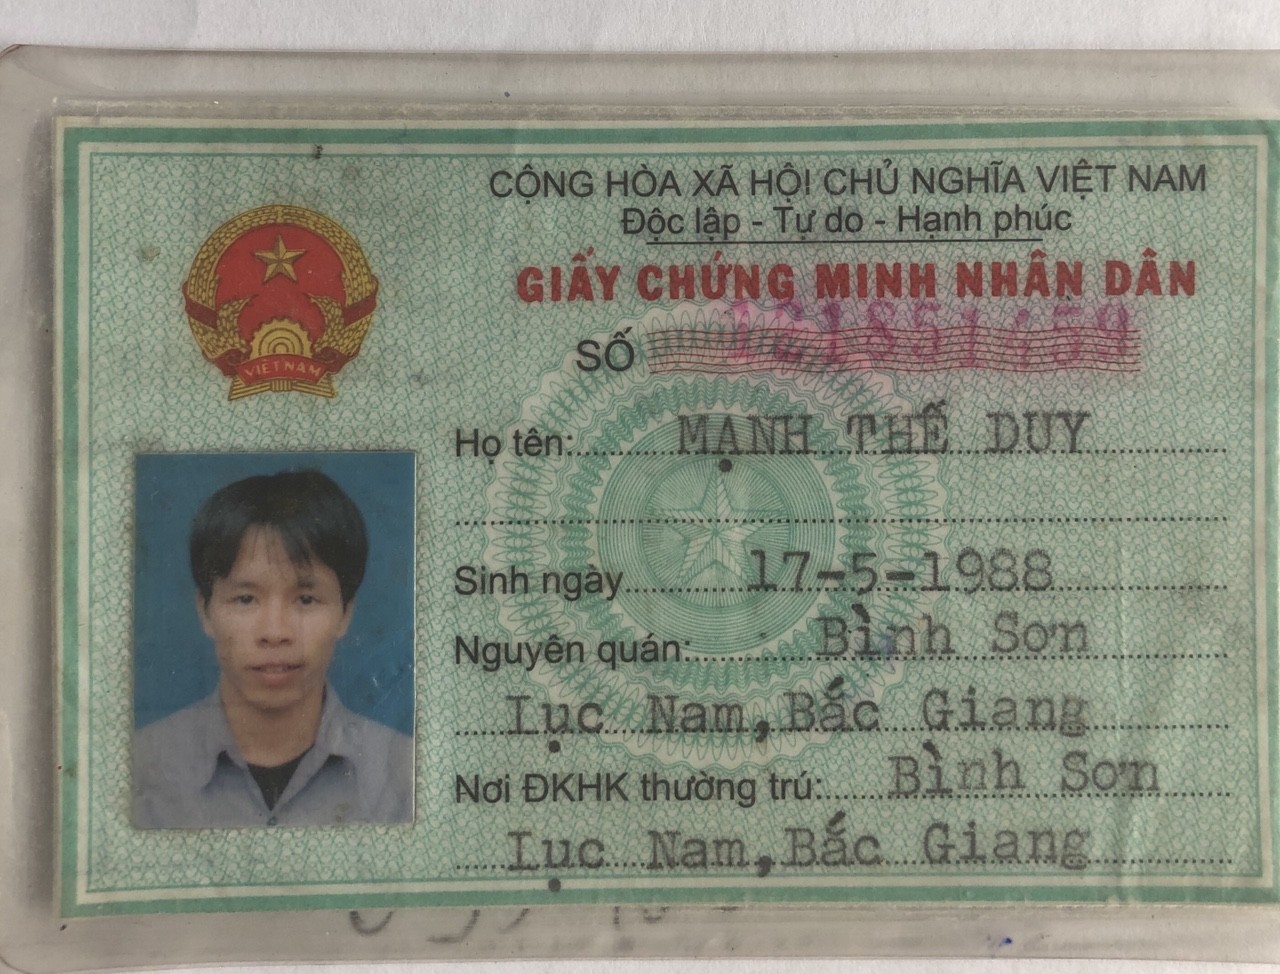 CỘNG HÒA XÃ HỘI CHỦ NGHĨA VIỆT NAM
Độc lập - Tự do - Hạnh phúc
GIẤY CHỨNG MINH NHÂN DÂN
SỐ
VIETNAM
Họ tên: MẠNH THẾ DUY
Sinh ngày 17-5-1988
Nguyên quán: Bình Sơn
Lục Nam, Bắc Giang
Nơi ĐKHK thường trú: Bình Sơn
Lục Nam, Bắc Giang